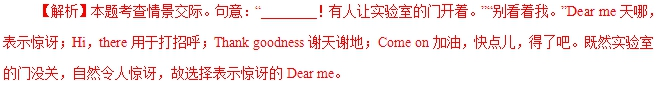 【解析】本题考查情景交际。句意：“________！有人让实验室的门开着。”“别看着我。”Dear me 天哪，
表示惊讶；Hi，there 用于打招呼；Thank goodness 谢天谢地；Come on 加油，快点儿，得了吧。既然实验室
的门没关，自然令人惊讶，故选择表示惊讶的 Dear me。